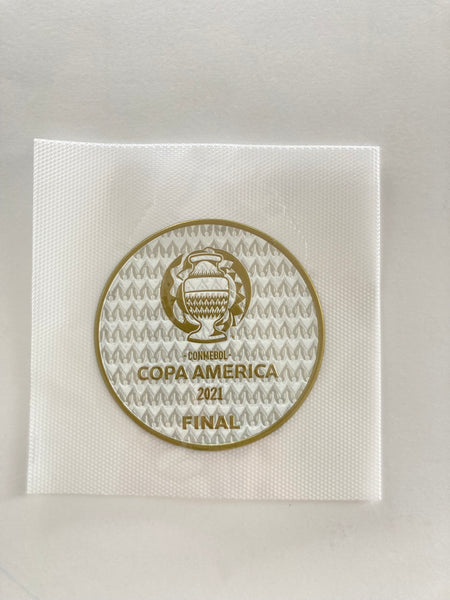 -CONMEBOL-
COPA AMERICA
2021
FINAL